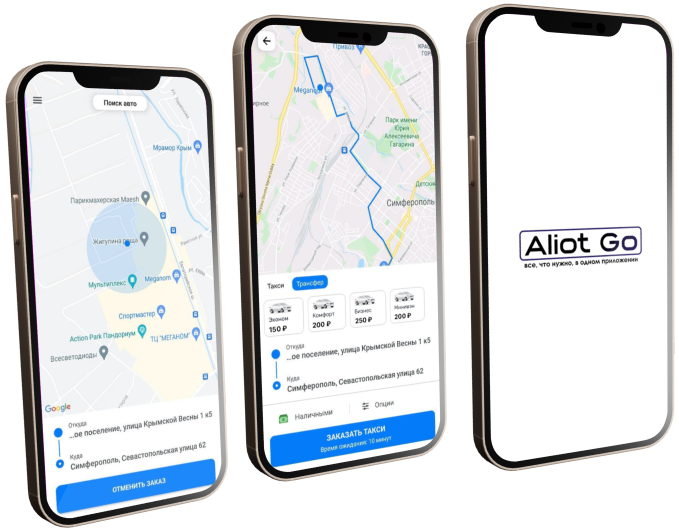 Поиск авто
Мрамор Крым
Парикмахерская Maesh
Жигулина роща
Мультиплекс
Meganom
Спортмастер
Action Park Пандориум
ТЦ "МЕГАНОМ"
Всесветодиоды
Google
Откуда
...ое поселение, улица Крымской Весны 1 к5
Куда
Симферополь, Севастопольская улица 62
ОТМЕНИТЬ ЗАКАЗ
Привоз
Meganom
Парк имени
Юрия
Алексеевича
Гагарина
Детски
Симферополь
Такси
Трансфер
Эконом
150 ₽
Комфорт
200 ₽
Бизнес
250 ₽
Минивэн
200 ₽
Откуда
...ое поселение, улица Крымской Весны 1 к5
Куда
Симферополь, Севастопольская улица 62
Наличными
Опции
ЗАКАЗАТЬ ТАКСИ
Время ожидания: 10 минут
Aliot Go
все, что нужно, в одном приложении